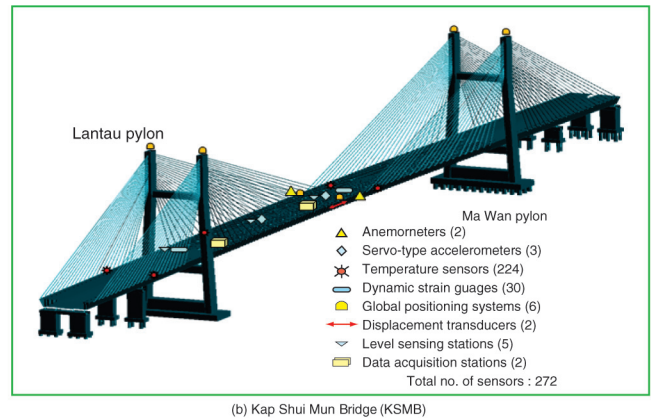 Lantau pylon
Ma Wan pylon
Anemorneters (2)
Servo-type accelerometers (3)
Temperature sensors (224)
Dynamic strain guages (30)
Global positioning systems (6)
Displacement transducers (2)
Level sensing stations (5)
Data acquisition stations (2)
Total no. of sensors : 272
(b) Kap Shui Mun Bridge (KSMB)